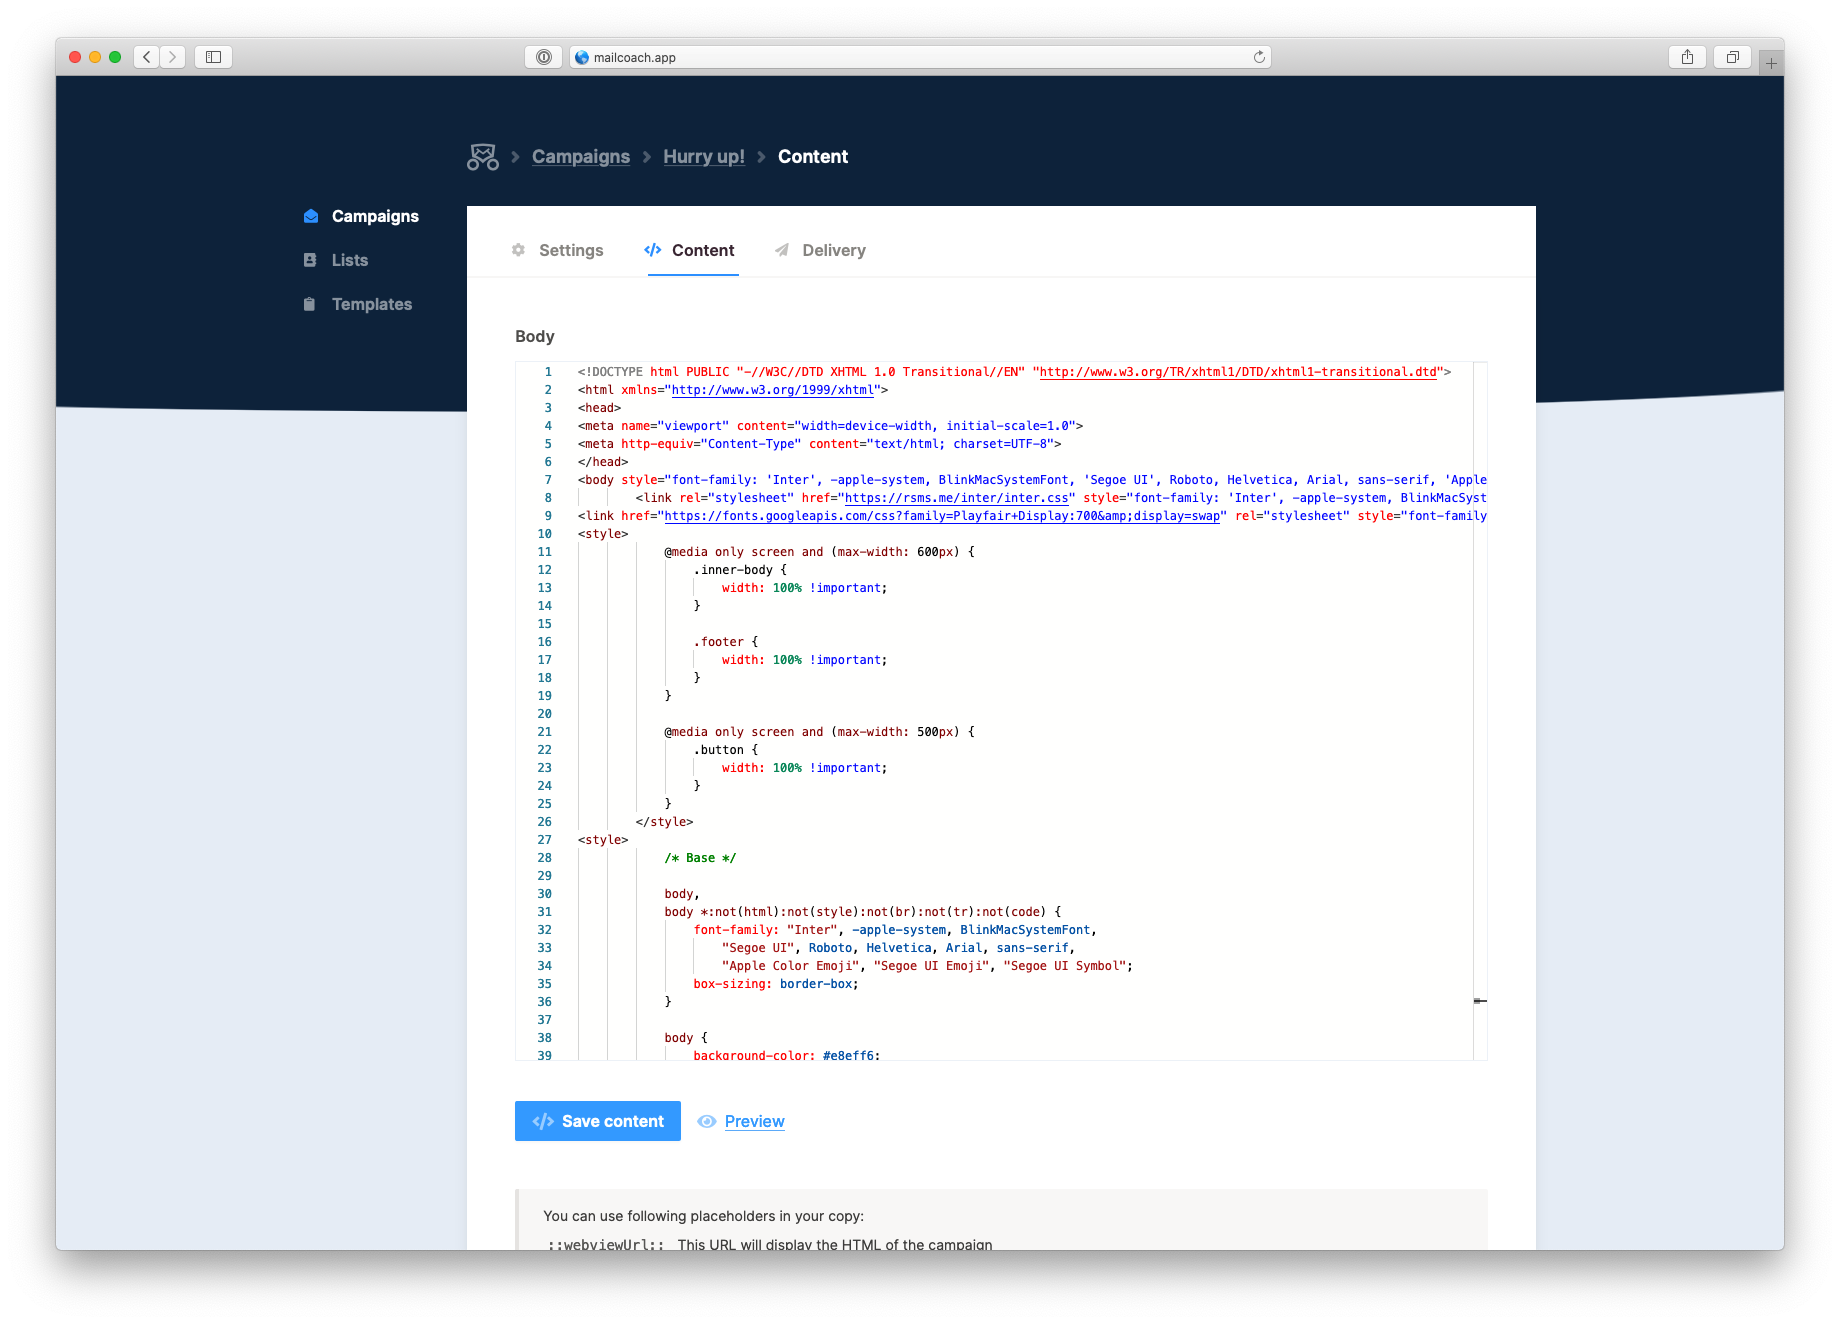 mailcoach.app
Campaigns Hurry up! Content
Campaigns
Lists
Templates
Settings Content Delivery
Body
1 <!DOCTYPE html PUBLIC "-//W3C//DTD XHTML 1.0 Transitional//EN" "http://www.w3.org/TR/xhtml1/DTD/xhtml1-transitional.dtd">
2 <html xmlns="http://www.w3.org/1999/xhtml">
3 <head>
4 <meta name="viewport" content="width=device-width, initial-scale=1.0">
5 <meta http-equiv="Content-Type" content="text/html; charset=UTF-8">
6 </head>
7 <body style="font-family: 'Inter', -apple-system, BlinkMacSystemFont, 'Segoe UI', Roboto, Helvetica, Arial, sans-serif, 'Apple
8 <link rel="stylesheet" href="https://rsms.me/inter/inter.css" style="font-family: 'Inter', -apple-system, BlinkMacSyst
9 <link href="https://fonts.googleapis.com/css?family=Playfair+Display:700&amp;display=swap" rel="stylesheet" style="font-family
10 <style>
11 @media only screen and (max-width: 600px) {
12 .inner-body {
13 width: 100% !important;
14 }
15
16 .footer {
17 width: 100% !important;
18 }
19 }
20
21 @media only screen and (max-width: 500px) {
22 .button {
23 width: 100% !important;
24 }
25 }
26 </style>
27 <style>
28 /* Base */
29
30 body,
31 body *:not(html):not(style):not(br):not(tr):not(code) {
32 font-family: "Inter", -apple-system, BlinkMacSystemFont,
33 "Segoe UI", Roboto, Helvetica, Arial, sans-serif,
34 "Apple Color Emoji", "Segoe UI Emoji", "Segoe UI Symbol";
35 box-sizing: border-box;
36 }
37
38 body {
39 background-color: #e8eff6;
Save content Preview
You can use following placeholders in your copy:
::webviewUrl:: This URL will display the HTML of the campaign